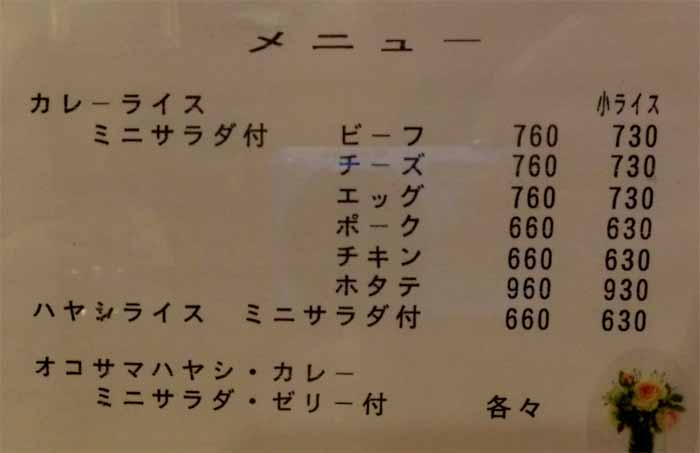 メニュー
カレーライス 小ライス
ミニサラダ付 ビーフ 760 730
チーズ 760 730
エッグ 760 730
ポーク 660 630
チキン 660 630
ホタテ 960 930
ハヤシライス ミニサラダ付 660 630
オコサマハヤシ・カレー
ミニサラダ・ゼリー付 各々